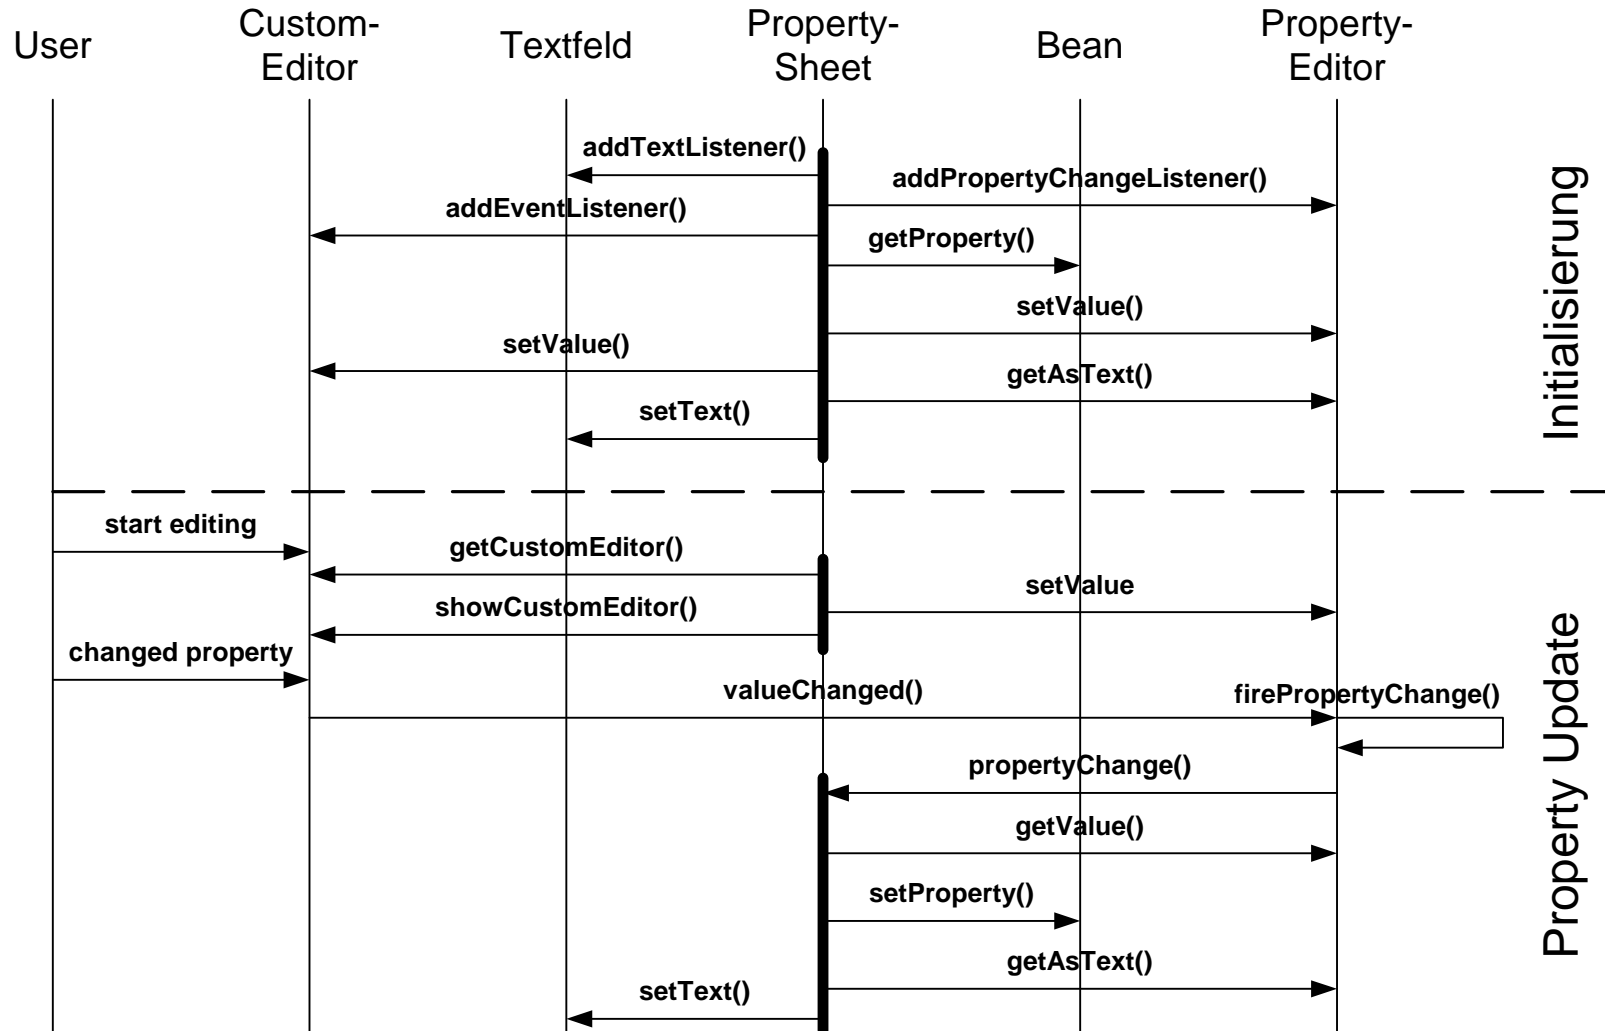 User
Custom-
Editor
Textfeld
Property-
Sheet
Bean
Property-
Editor
addTextListener()
addPropertyChangeListener()
addEventListener()
getProperty()
setValue()
setValue()
getAsText()
setText()
Initialisierung
start editing
getCustomEditor()
setValue
showCustomEditor()
changed property
valueChanged()
firePropertyChange()
propertyChange()
getValue()
setProperty()
getAsText()
setText()
Property Update